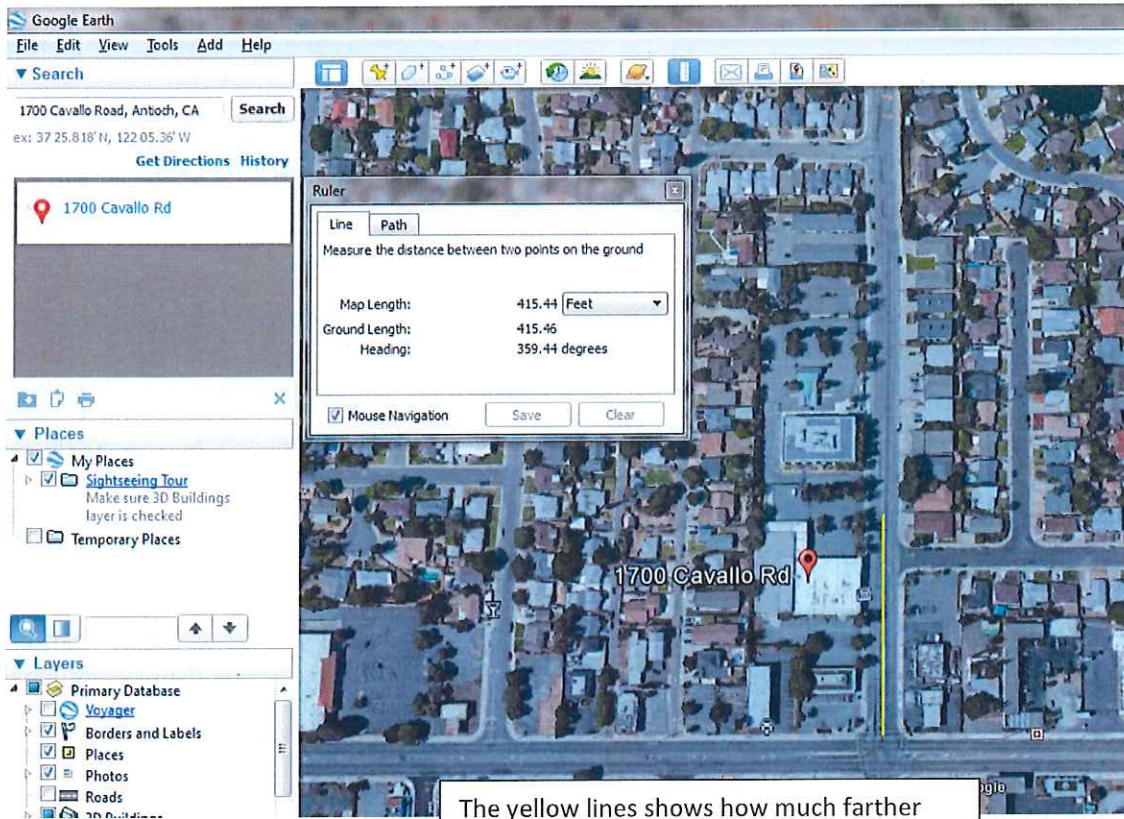 Google Earth
File Edit View Tools Add Help
Search
1700 Cavallo Road, Antioch, CA Search
ex: 37 25.818' N, 122 05.36' W
Get Directions History
1700 Cavallo Rd
Ruler
Line Path
Measure the distance between two points on the ground
Map Length: 415.44 Feet
Ground Length: 415.46
Heading: 359.44 degrees
Mouse Navigation Save Clear
Places
My Places
Sightseeing Tour
Make sure 3D Buildings
layer is checked
Temporary Places
1700 Cavallo Rd
Layers
Primary Database
Voyager
Borders and Labels
Places
Photos
Roads
3D Buildings
The yellow lines shows how much farther
ogle